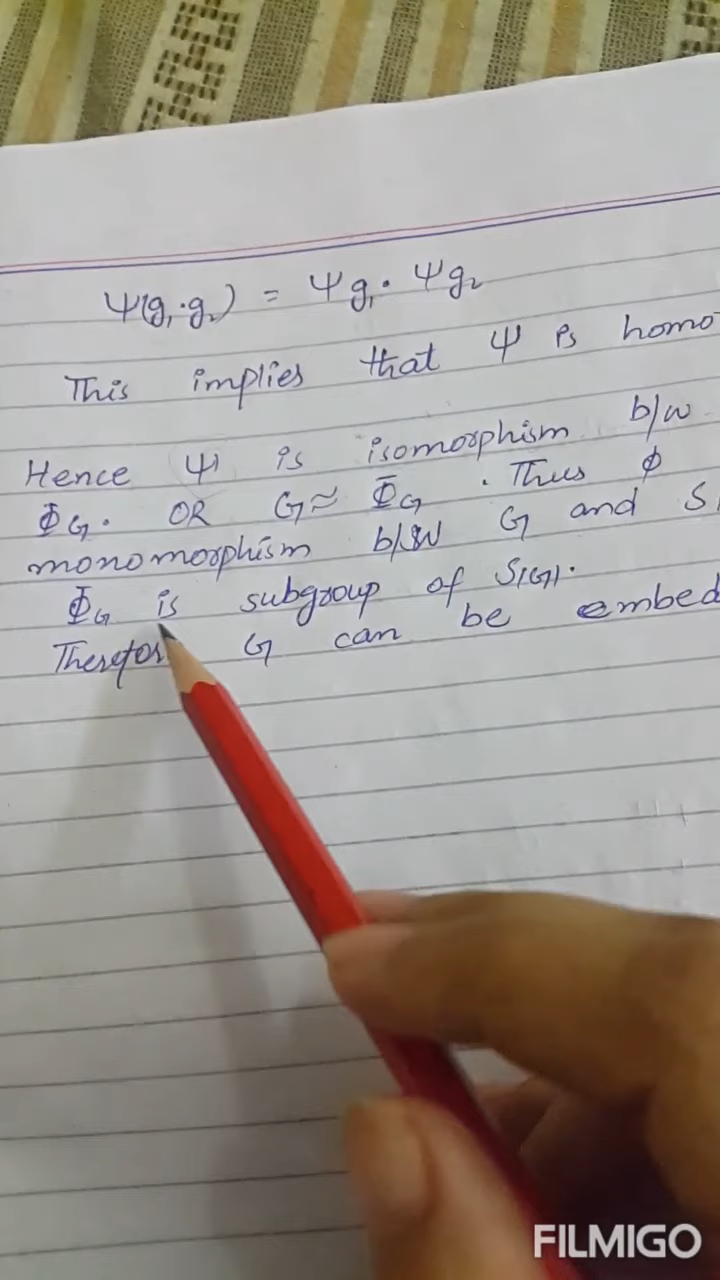 Ψ(g₁·g₂) = Ψg₁· Ψg₂
This implies that Ψ is homo
Hence Ψ is isomorphism b/w
Φ_G. OR G ≈ Φ_G . Thus Φ
monomorphism b/w G and S
Φ_G is subgroup of S(G).
Therefor G can be embed
FILMIGO